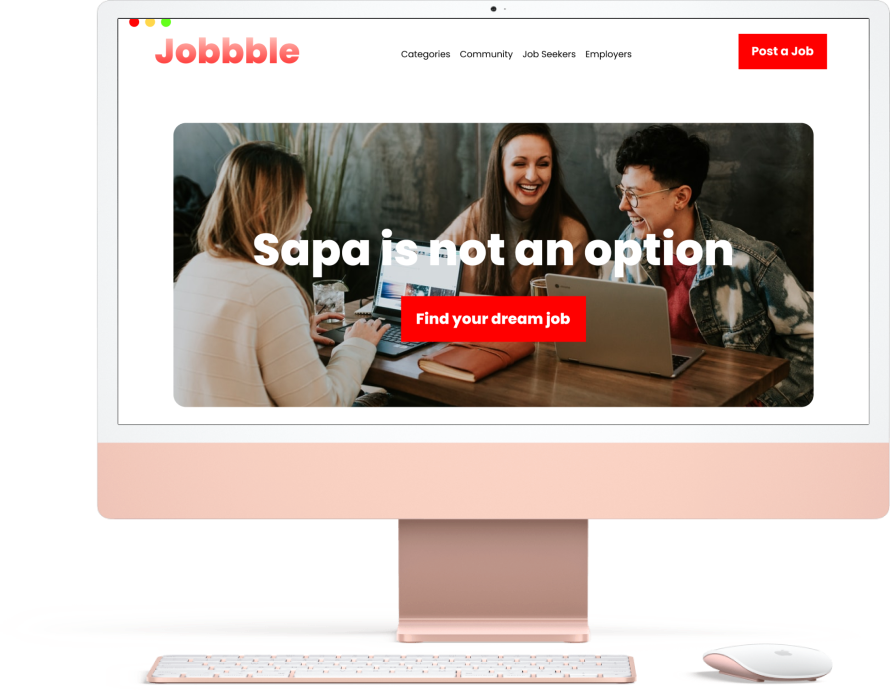 Jobbble
Categories Community Job Seekers Employers
Post a Job
Sapa is not an option
Find your dream job